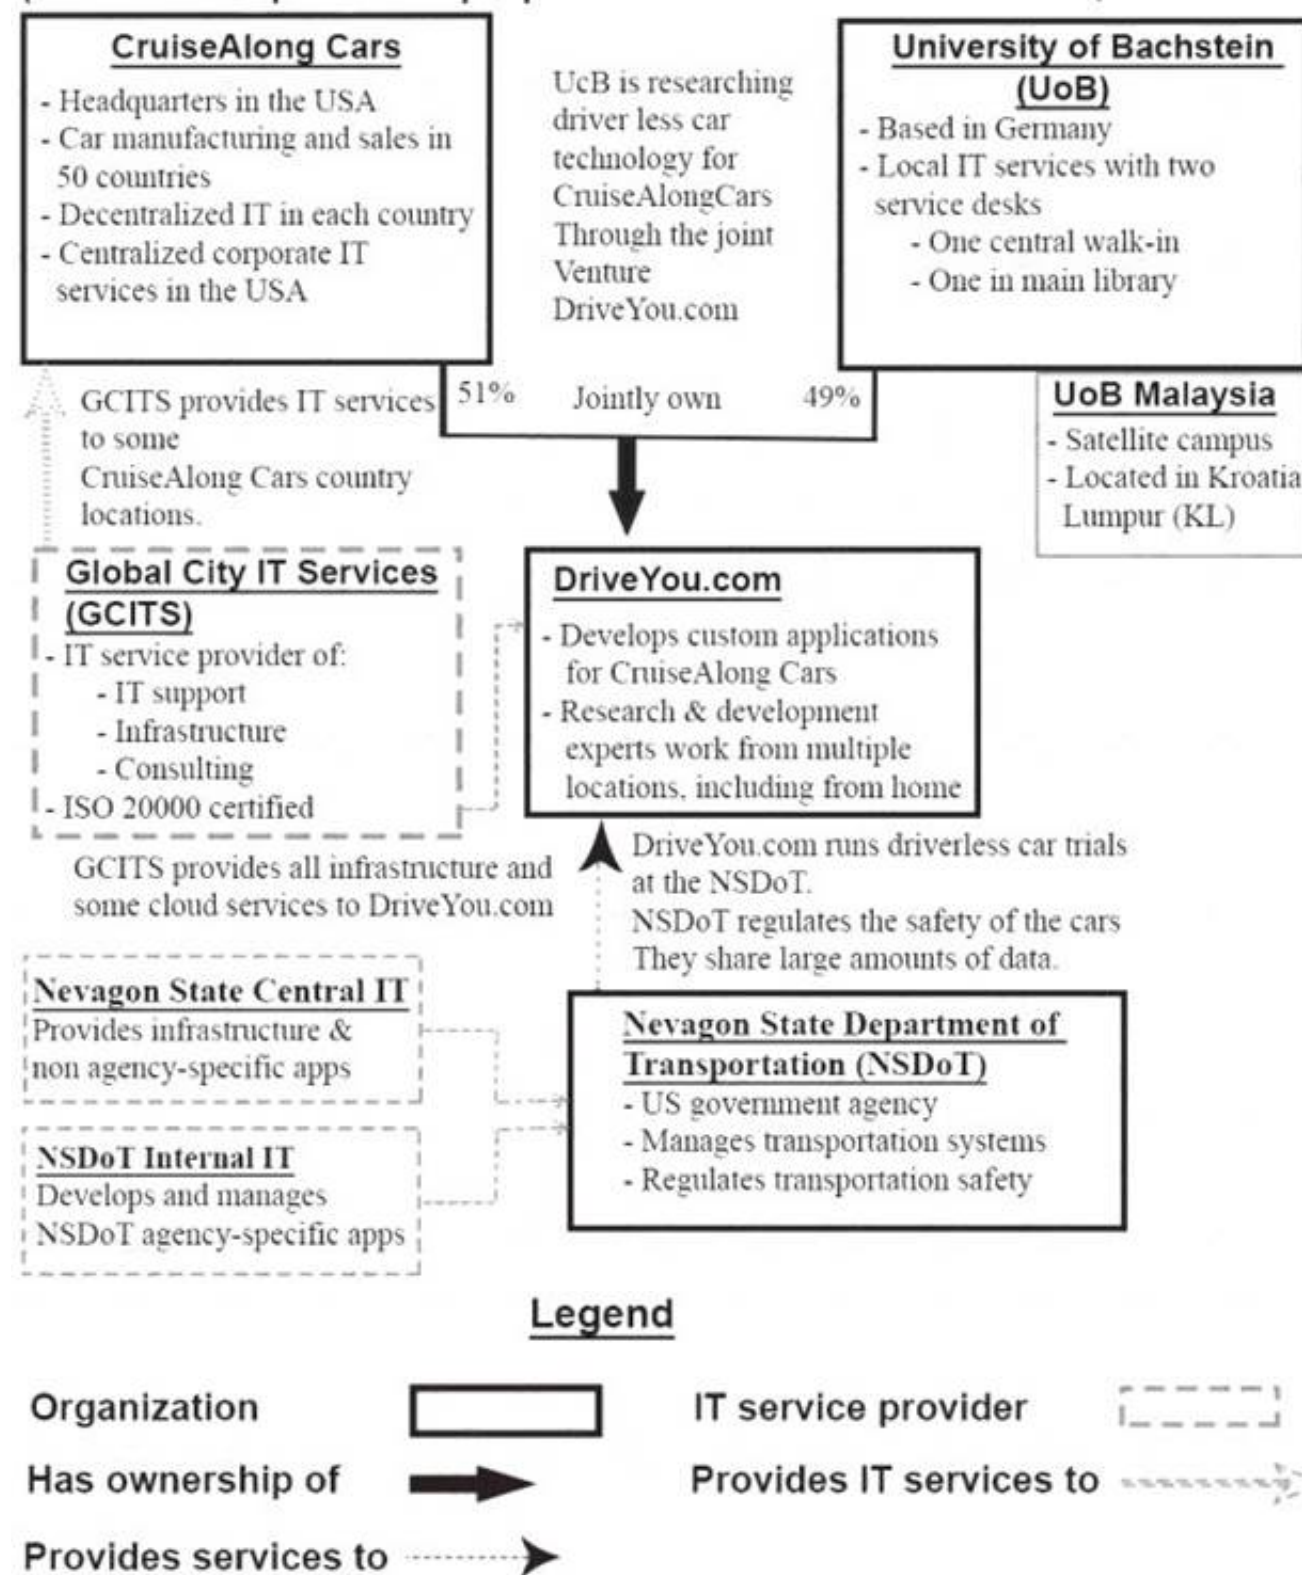 CruiseAlong Cars
- Headquarters in the USA
- Car manufacturing and sales in
50 countries
- Decentralized IT in each country
- Centralized corporate IT
services in the USA
UcB is researching
driver less car
technology for
CruiseAlongCars
Through the joint
Venture
DriveYou.com
University of Bachstein
(UoB)
- Based in Germany
- Local IT services with two
service desks
- One central walk-in
- One in main library
51%
Jointly own
49%
GCITS provides IT services
to some
CruiseAlong Cars country
locations.
UoB Malaysia
- Satellite campus
- Located in Kroatia
Lumpur (KL)
Global City IT Services
(GCITS)
- IT service provider of:
- IT support
- Infrastructure
- Consulting
- ISO 20000 certified
DriveYou.com
- Develops custom applications
for CruiseAlong Cars
- Research & development
experts work from multiple
locations, including from home
GCITS provides all infrastructure and
some cloud services to DriveYou.com
DriveYou.com runs driverless car trials
at the NSDoT.
NSDoT regulates the safety of the cars
They share large amounts of data.
Nevagon State Central IT
Provides infrastructure &
non agency-specific apps
NSDoT Internal IT
Develops and manages
NSDoT agency-specific apps
Nevagon State Department of
Transportation (NSDoT)
- US government agency
- Manages transportation systems
- Regulates transportation safety
Legend
Organization
IT service provider
Has ownership of
Provides IT services to
Provides services to